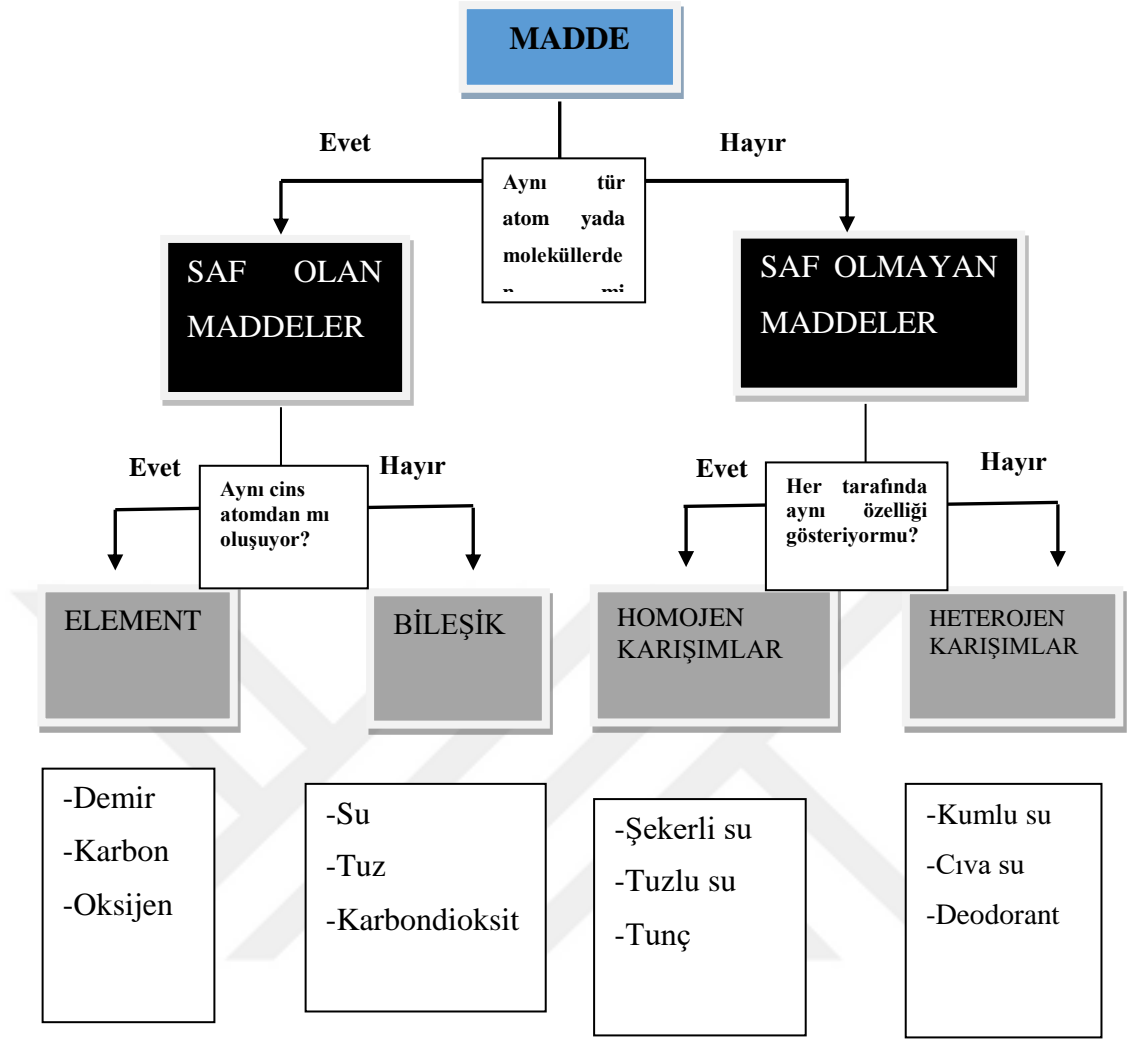 MADDE
Evet
Hayır
Aynı tür
atom yada
moleküllerde
n mi
SAF OLAN
MADDELER
SAF OLMAYAN
MADDELER
Evet
Hayır
Aynı cins
atomdan mı
oluşuyor?
Evet
Hayır
Her tarafında
aynı özelliği
gösteriyormu?
ELEMENT
BİLEŞİK
HOMOJEN
KARIŞIMLAR
HETEROJEN
KARIŞIMLAR
-Demir
-Karbon
-Oksijen
-Su
-Tuz
-Karbondioksit
-Şekerli su
-Tuzlu su
-Tunç
-Kumlu su
-Cıva su
-Deodorant